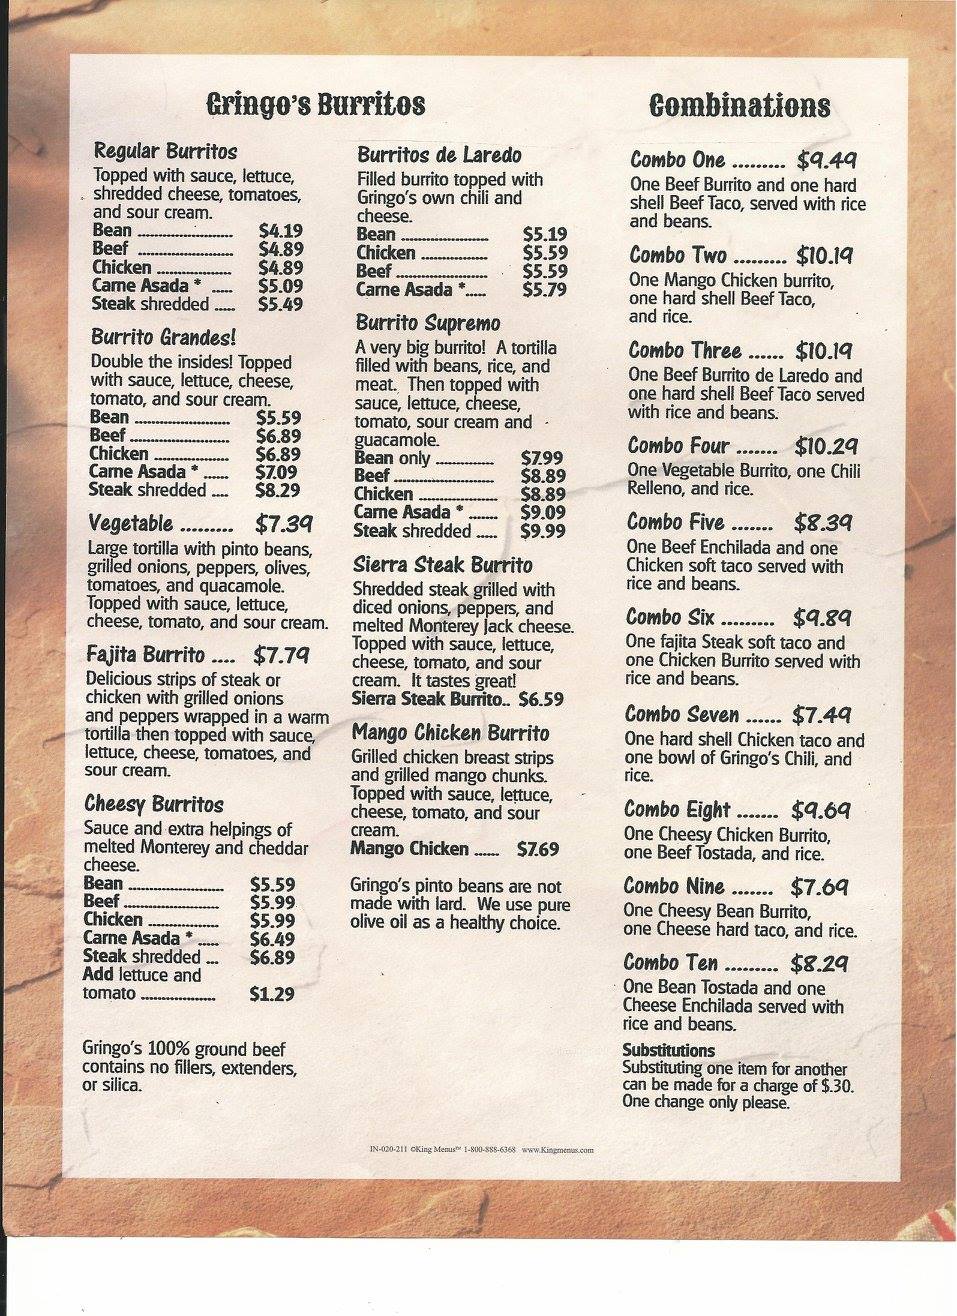 Gringo's Burritos
Regular Burritos
Topped with sauce, lettuce,
shredded cheese, tomatoes,
and sour cream.
Bean ........................ $4.19
Beef ........................ $4.89
Chicken ................... $4.89
Carne Asada * ..... $5.09
Steak shredded ..... $5.49
Burrito Grandes!
Double the insides! Topped
with sauce, lettuce, cheese,
tomato, and sour cream.
Bean ........................ $5.59
Beef ......................... $6.89
Chicken ................... $6.89
Carne Asada * ...... $7.09
Steak shredded .... $8.29
Vegetable ......... $7.39
Large tortilla with pinto beans,
grilled onions, peppers, olives,
tomatoes, and quacamole.
Topped with sauce, lettuce,
cheese, tomato, and sour cream.
Fajita Burrito .... $7.79
Delicious strips of steak or
chicken with grilled onions
and peppers wrapped in a warm
tortilla then topped with sauce,
lettuce, cheese, tomatoes, and
sour cream.
Cheesy Burritos
Sauce and extra helpings of
melted Monterey and cheddar
cheese.
Bean ........................ $5.59
Beef ....................... $5.99
Chicken .................. $5.99
Carne Asada * ..... $6.49
Steak shredded ... $6.89
Add lettuce and
tomato ................... $1.29
Gringo's 100% ground beef
contains no fillers, extenders,
or silica.
Burritos de Laredo
Filled burrito topped with
Gringo's own chili and
cheese.
Bean ...................... $5.19
Chicken ................. $5.59
Beef ....................... $5.59
Carne Asada *..... $5.79
Burrito Supremo
A very big burrito! A tortilla
filled with beans, rice, and
meat. Then topped with
sauce, lettuce, cheese,
tomato, sour cream and
guacamole.
Bean only ............... $7.99
Beef ........................ $8.89
Chicken .................... $8.89
Carne Asada * ....... $9.09
Steak shredded ..... $9.99
Sierra Steak Burrito
Shredded steak grilled with
diced onions, peppers, and
melted Monterey Jack cheese.
Topped with sauce, lettuce,
cheese, tomato, and sour
cream. It tastes great!
Sierra Steak Burrito.. $6.59
Mango Chicken Burrito
Grilled chicken breast strips
and grilled mango chunks.
Topped with sauce, lettuce,
cheese, tomato, and sour
cream.
Mango Chicken ...... $7.69
Gringo's pinto beans are not
made with lard. We use pure
olive oil as a healthy choice.
Combinations
Combo One ......... $9.49
One Beef Burrito and one hard
shell Beef Taco, served with rice
and beans.
Combo Two ......... $10.19
One Mango Chicken burrito,
one hard shell Beef Taco,
and rice.
Combo Three ...... $10.19
One Beef Burrito de Laredo and
one hard shell Beef Taco served
with rice and beans.
Combo Four ....... $10.29
One Vegetable Burrito, one Chili
Relleno, and rice.
Combo Five ....... $8.39
One Beef Enchilada and one
Chicken soft taco served with
rice and beans.
Combo Six ......... $9.89
One fajita Steak soft taco and
one Chicken Burrito served with
rice and beans.
Combo Seven ...... $7.49
One hard shell Chicken taco and
one bowl of Gringo's Chili, and
rice.
Combo Eight ....... $9.69
One Cheesy Chicken Burrito,
one Beef Tostada, and rice.
Combo Nine ....... $7.69
One Cheesy Bean Burrito,
one Cheese hard taco, and rice.
Combo Ten ......... $8.29
One Bean Tostada and one
Cheese Enchilada served with
rice and beans.
Substitutions
Substituting one item for another
can be made for a charge of $.30.
One change only please.
IN-020-211 ©King Menus™ 1-800-888-6368 www.Kingmenus.com